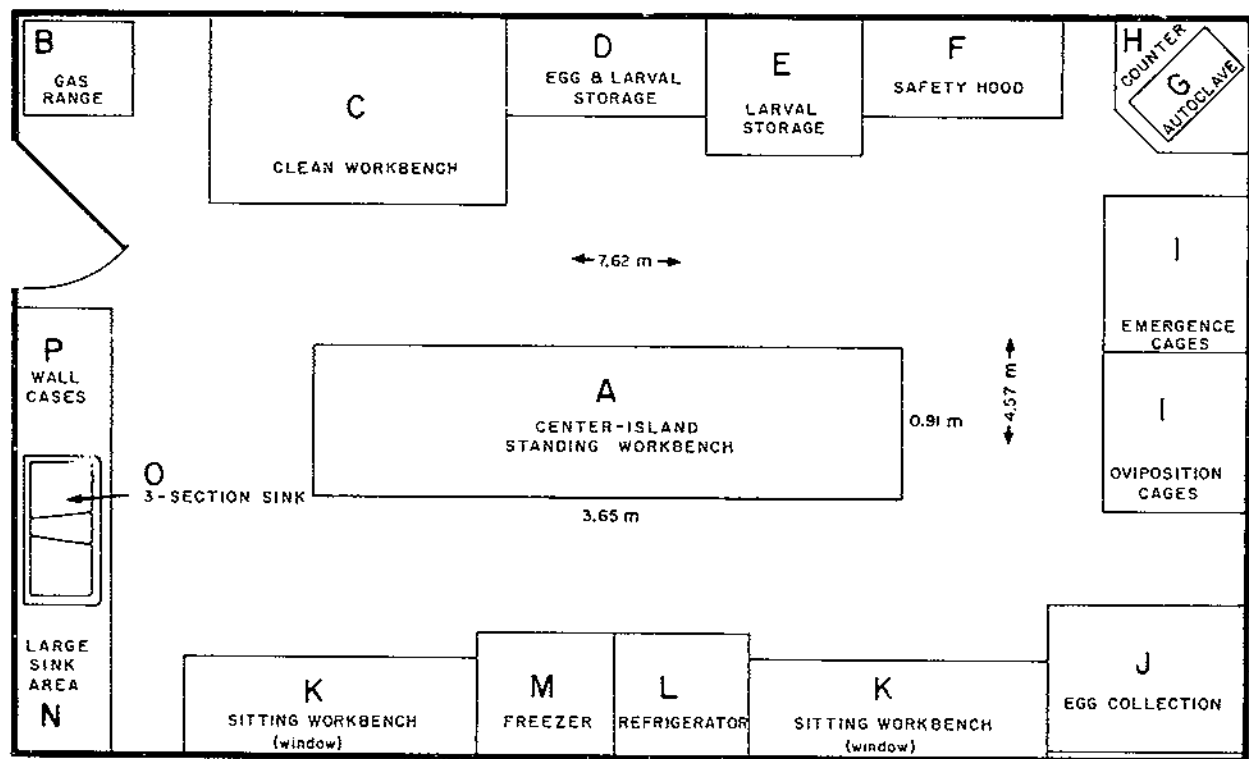 B
GAS
RANGE
C
CLEAN WORKBENCH
D
EGG & LARVAL
STORAGE
E
LARVAL
STORAGE
F
SAFETY HOOD
H
COUNTER
G
AUTOCLAVE
7.62 m
I
EMERGENCE
CAGES
P
WALL
CASES
A
CENTER-ISLAND
STANDING WORKBENCH
0.91 m
4.57 m
3.65 m
I
OVIPOSITION
CAGES
O
3-SECTION SINK
LARGE
SINK
AREA
N
K
SITTING WORKBENCH
(window)
M
FREEZER
L
REFRIGERATOR
K
SITTING WORKBENCH
(window)
J
EGG COLLECTION